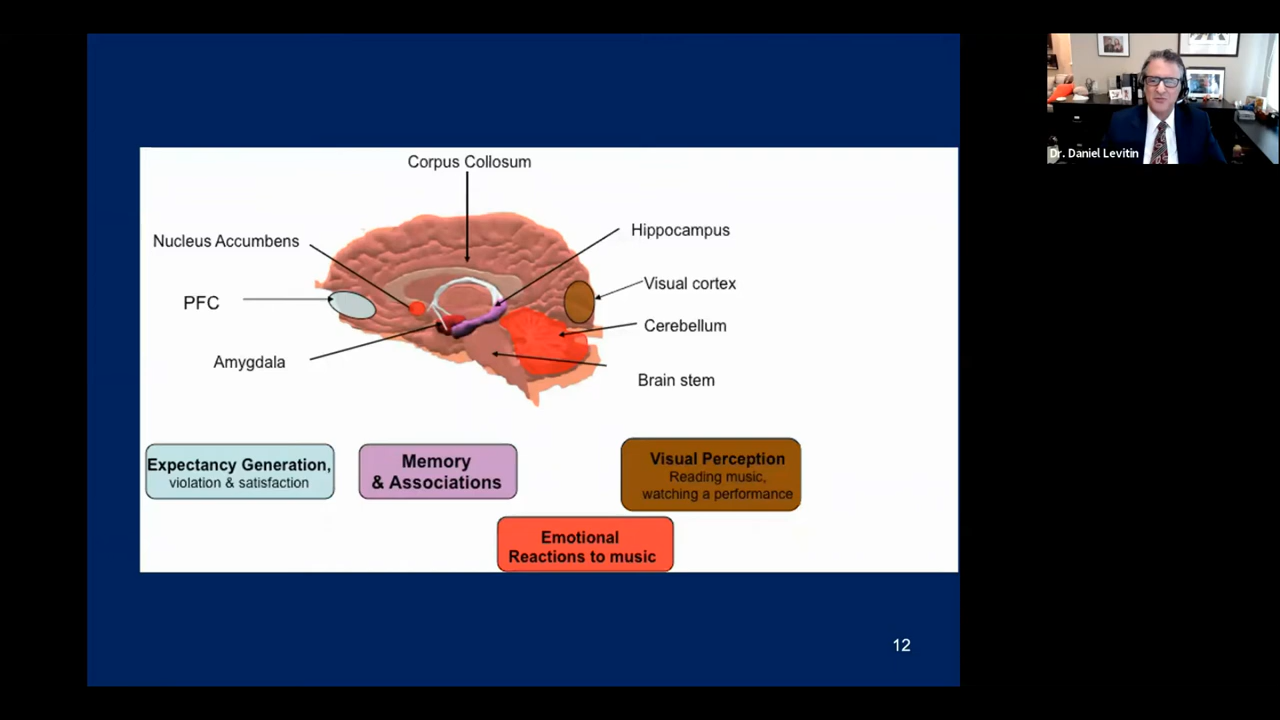 Corpus Collosum
Nucleus Accumbens
Hippocampus
Visual cortex
PFC
Cerebellum
Amygdala
Brain stem
Expectancy Generation,
violation & satisfaction
Memory
& Associations
Visual Perception
Reading music,
watching a performance
Emotional
Reactions to music
12
Dr. Daniel Levitin